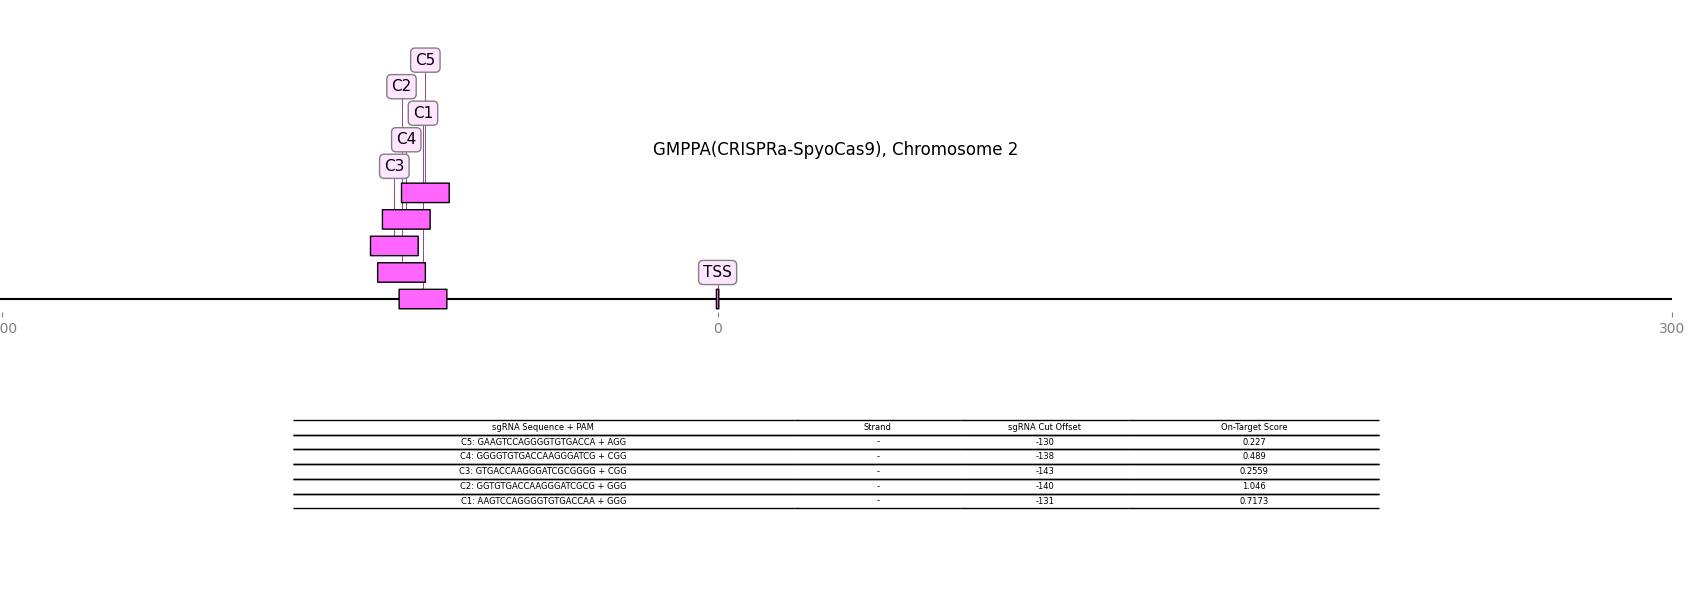 C5
C2
C1
C4
GMPPA(CRISPRa-SpyoCas9), Chromosome 2
C3
TSS
00 0 300
sgRNA Sequence + PAM Strand sgRNA Cut Offset On-Target Score
C5: GAAGTCCAGGGGTGTGACCA + AGG - -130 0.227
C4: GGGGTGTGACCAAGGGATCG + CGG - -138 0.489
C3: GTGACCAAGGGATCGCGGGG + CGG - -143 0.2559
C2: GGTGTGACCAAGGGATCGCG + GGG - -140 1.046
C1: AAGTCCAGGGGTGTGACCAA + GGG - -131 0.7173